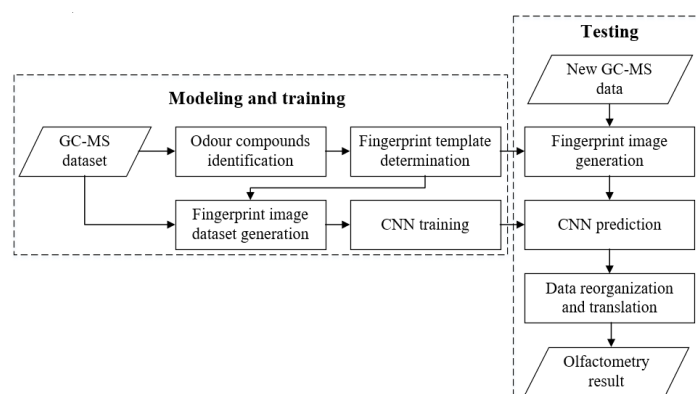 Testing
New GC-MS
data
Modeling and training
GC-MS
dataset
Odour compounds
identification
Fingerprint template
determination
Fingerprint image
generation
Fingerprint image
dataset generation
CNN training
CNN prediction
Data reorganization
and translation
Olfactometry
result